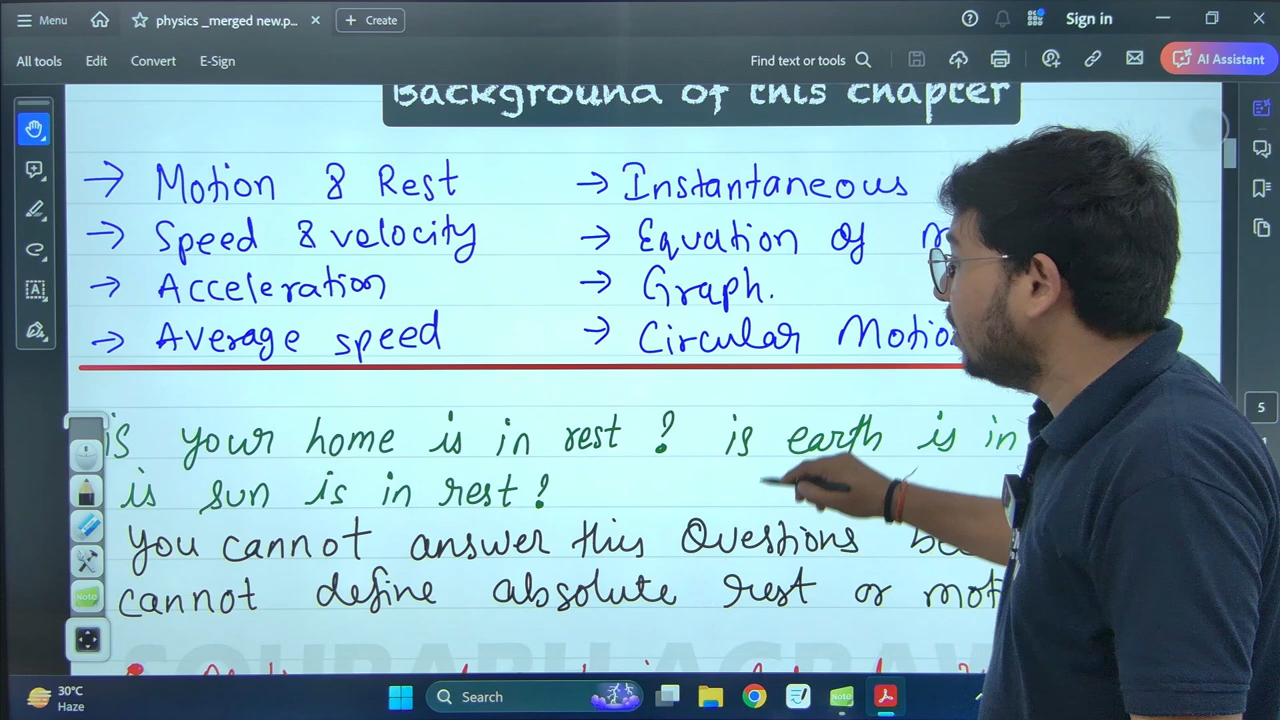 Menu
physics _merged new.p...
Create
Sign in
All tools
Edit
Convert
E-Sign
Find text or tools
AI Assistant
Background of this chapter
→ Motion & Rest
→ Instantaneous
→ Speed & velocity
→ Equation of
→ Acceleration
→ Graph.
→ Average speed
→ Circular Motion
is your home is in rest ? is earth is in
is sun is in rest ?
you cannot answer this Questions
cannot define absolute rest or
5
Note
30°C
Haze
Search